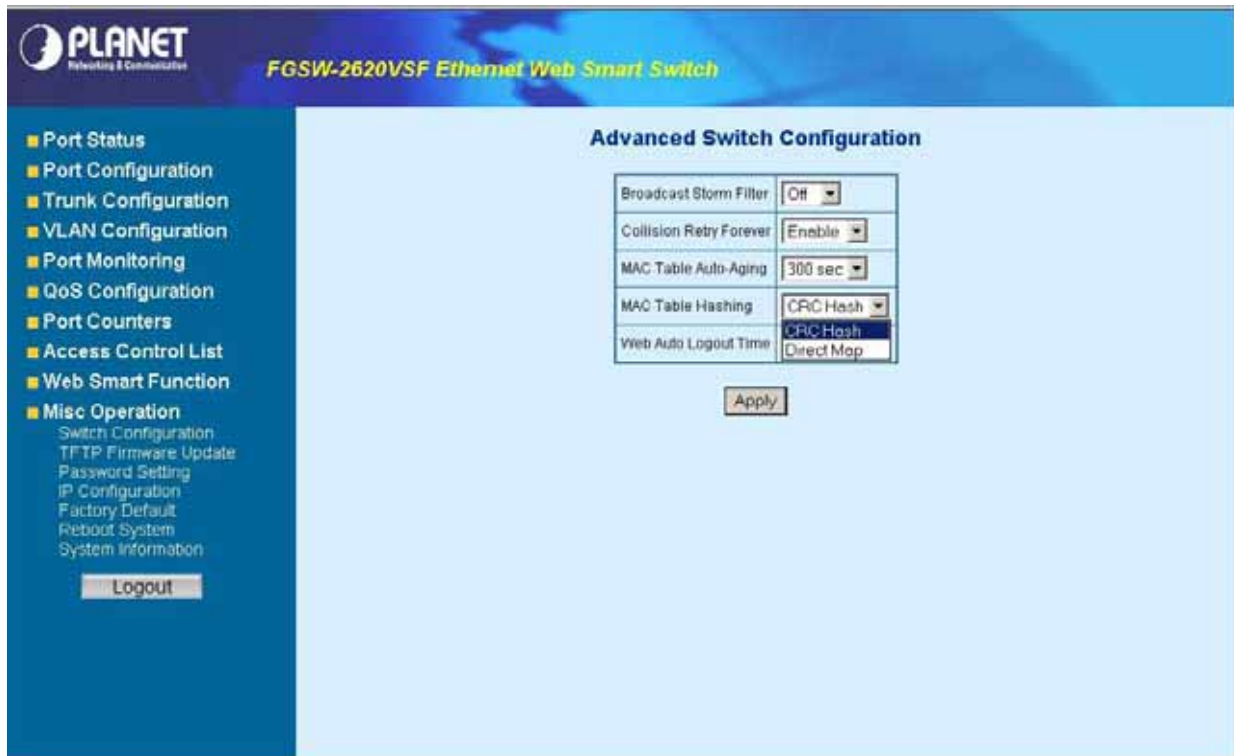 PLANET
Networking & Communication
FGSW-2620VSF Ethernet Web Smart Switch
Port Status
Port Configuration
Trunk Configuration
VLAN Configuration
Port Monitoring
QoS Configuration
Port Counters
Access Control List
Web Smart Function
Misc Operation
Switch Configuration
TFTP Firmware Update
Password Setting
IP Configuration
Factory Default
Reboot System
System Information
Logout
Advanced Switch Configuration
Broadcast Storm Filter Off
Collision Retry Forever Enable
MAC Table Auto-Aging 300 sec
MAC Table Hashing CRC Hash
CRC Hash
Web Auto Logout Time Direct Map
Apply